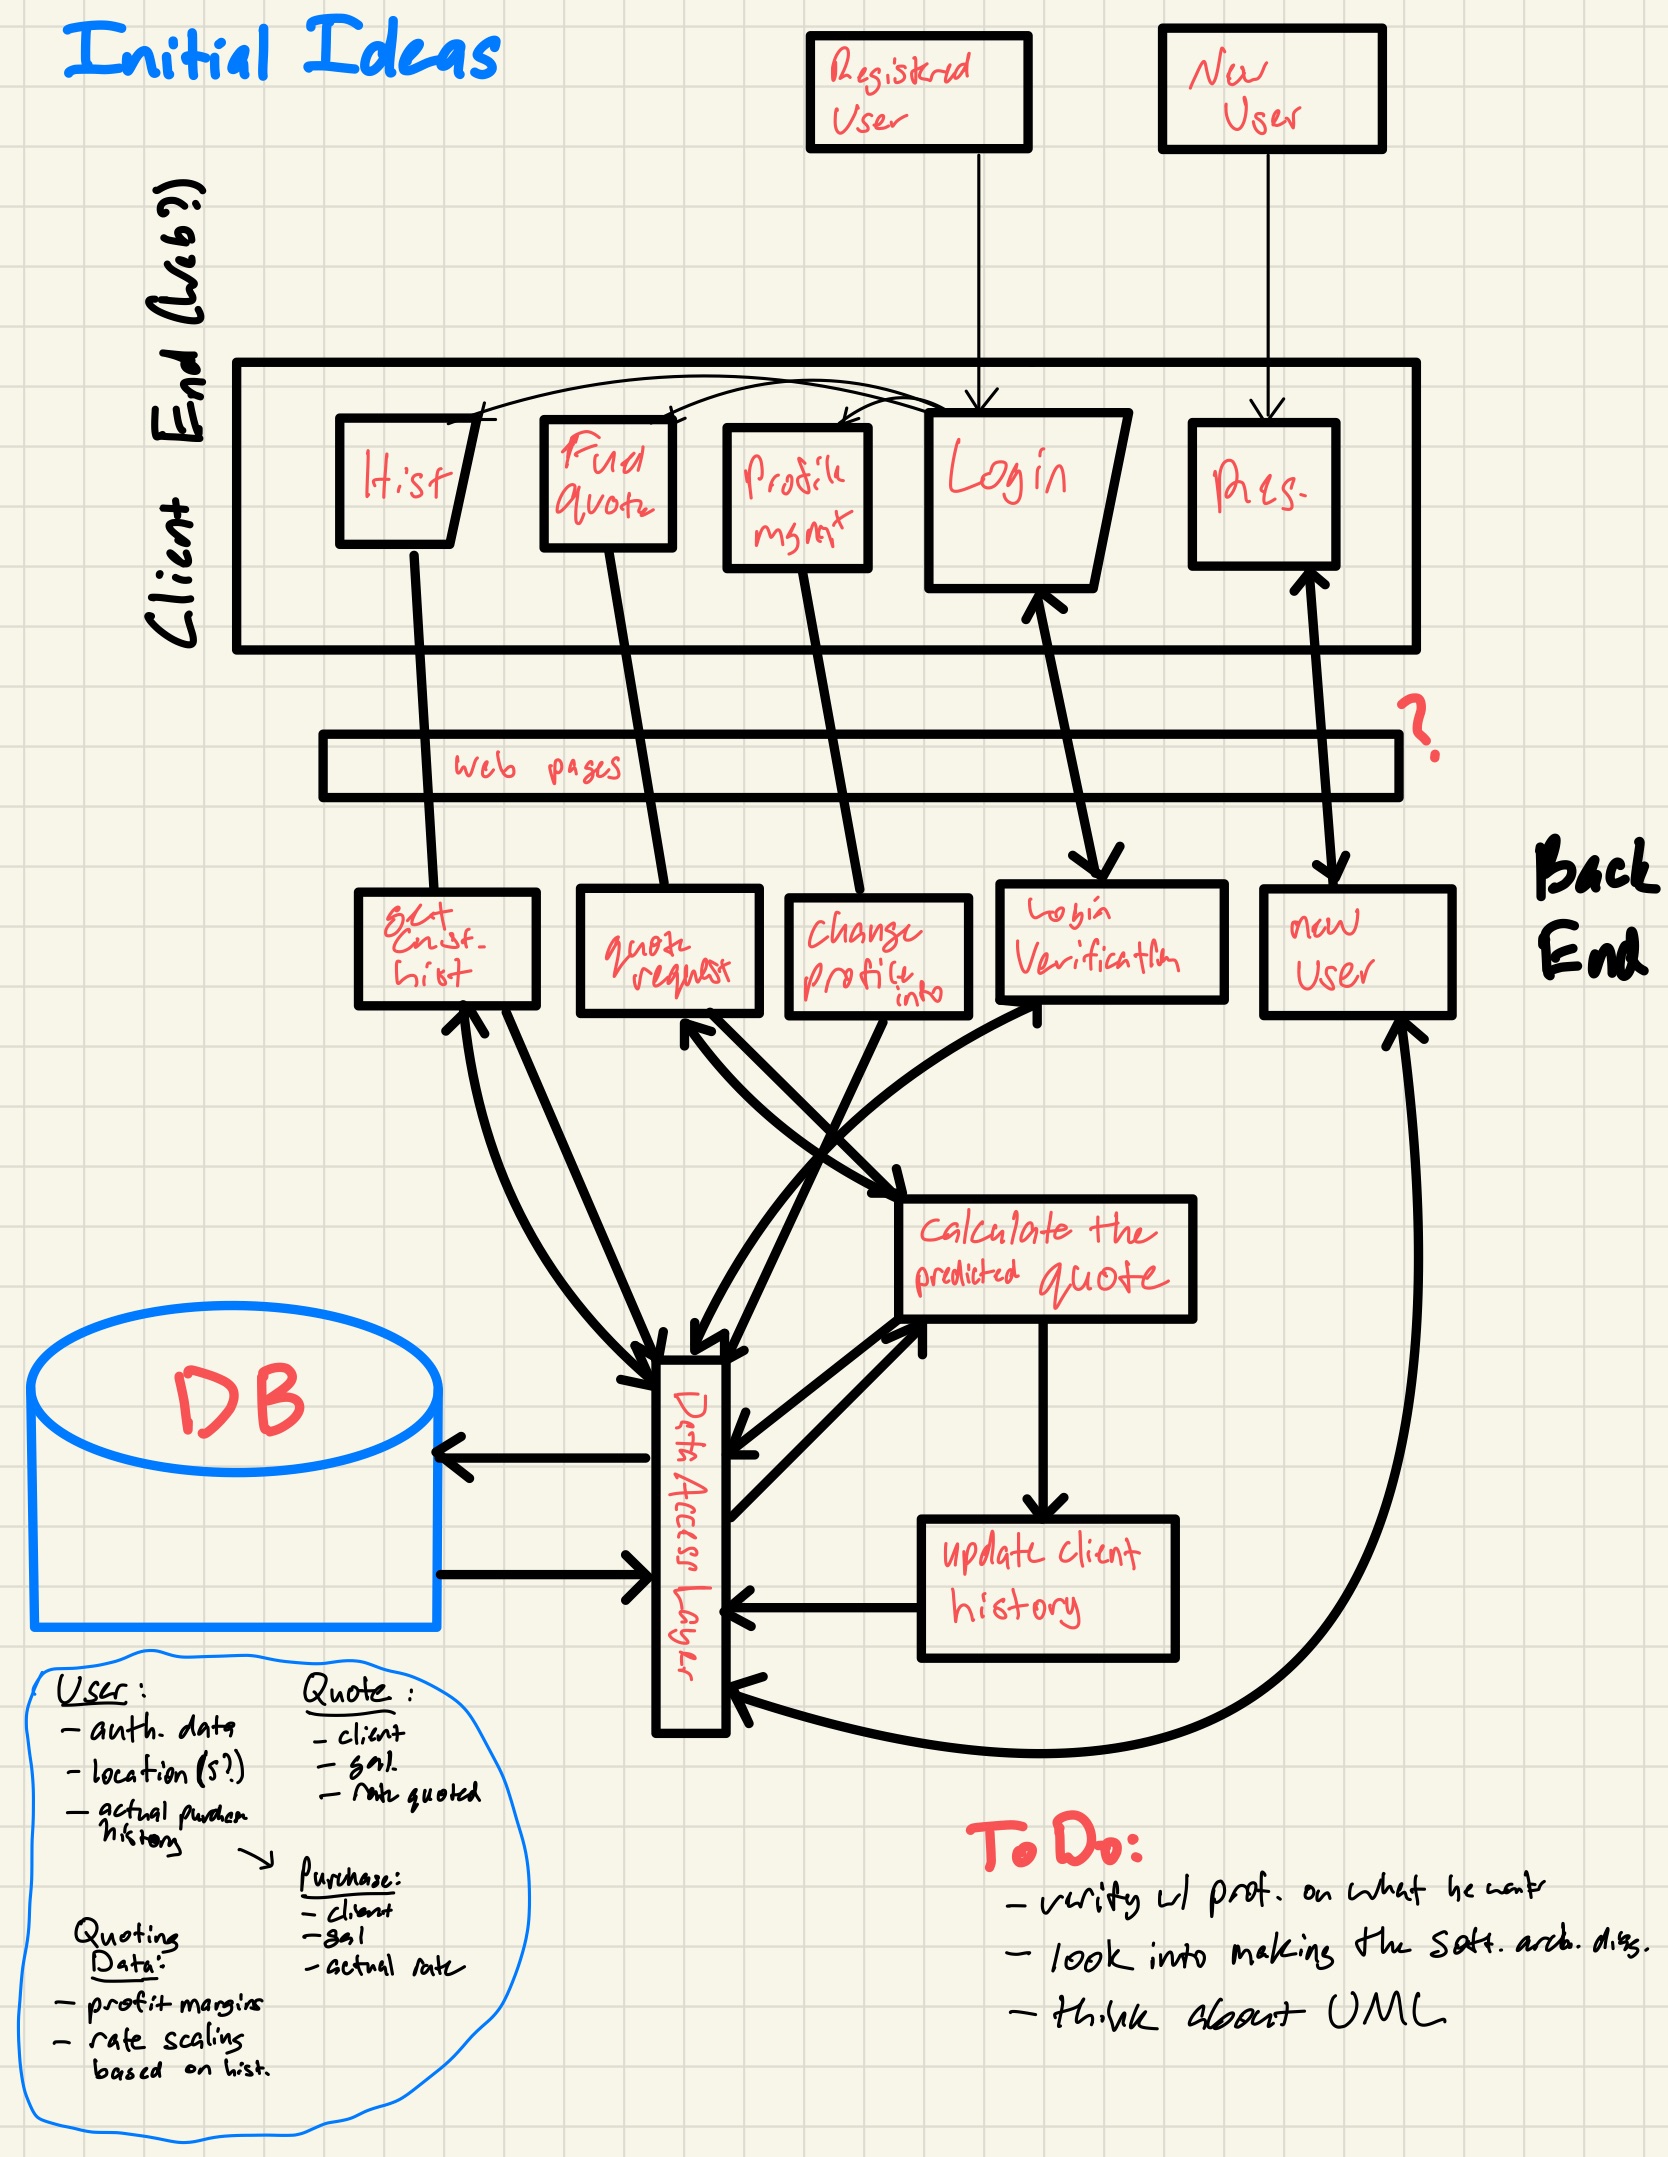 Initial Ideas
Registered
User
New
User
Client End (Web?)
Hist
Fuel
quote
Profile
mgmt
Login
Reg.
?
web pages
Back
End
get
cust.
hist
quote
request
change
profile
info
Login
Verification
new
User
calculate the
predicted quote
DB
Data Access Layer
update client
history
User:
- auth. data
- location(s?)
- actual purchase
history
Quote:
- client
- gal.
- rate quoted
Purchase:
- client
- gal
- actual rate
Quoting
Data:
- profit margins
- rate scaling
based on hist.
To Do:
- verify w/ prof. on what he wants
- look into making the soft. arch. diag.
- think about UML